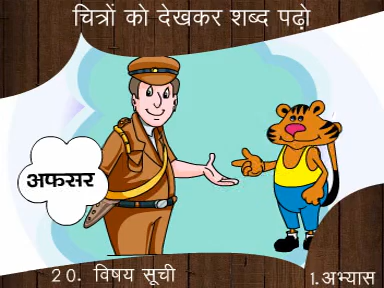 चित्रों को देखकर शब्द पढ़ो
अफसर
20. विषय सूची
1.अभ्यास